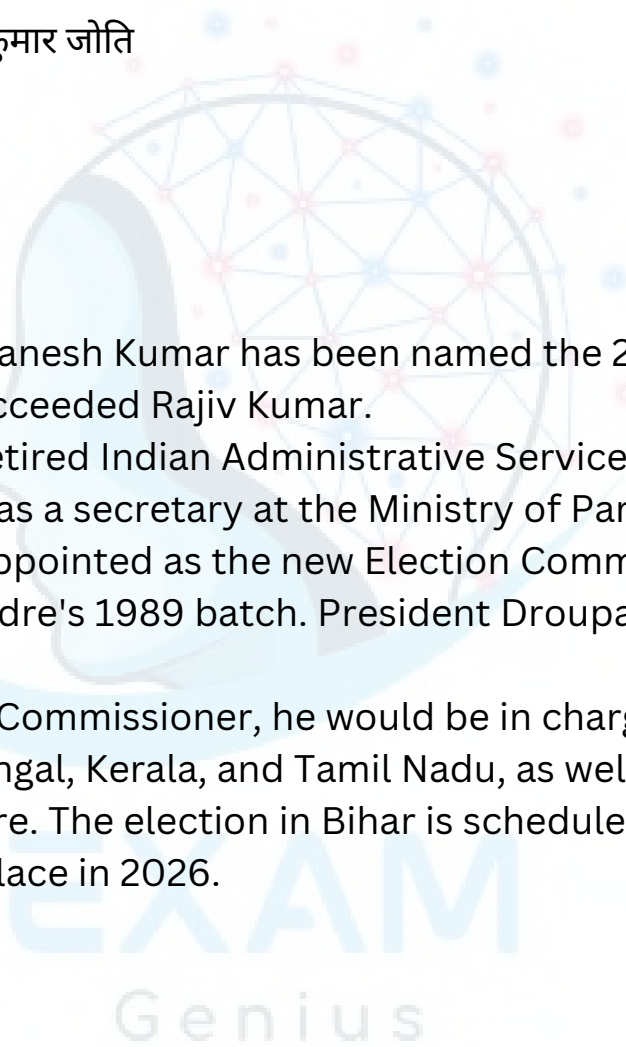 कुमार जोति
anesh Kumar has been named the 2
cceeded Rajiv Kumar.
etired Indian Administrative Service
as a secretary at the Ministry of Par
ppointed as the new Election Comm
dre's 1989 batch. President Droupa
Commissioner, he would be in charg
ngal, Kerala, and Tamil Nadu, as wel
re. The election in Bihar is schedule
lace in 2026.
EXAM
Genius